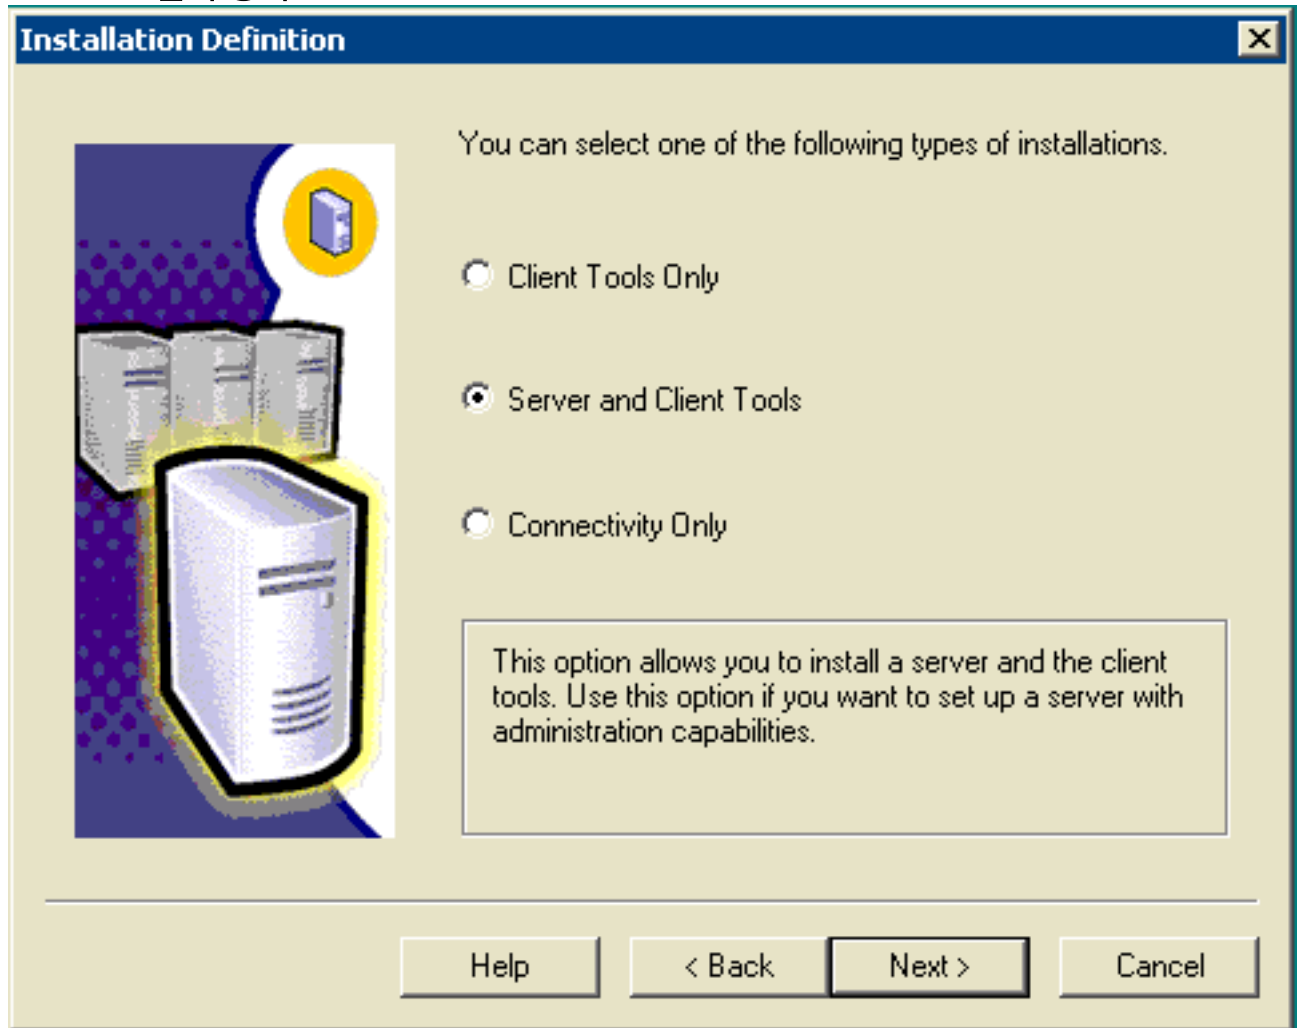 Installation Definition
You can select one of the following types of installations.
Client Tools Only
Server and Client Tools
Connectivity Only
This option allows you to install a server and the client
tools. Use this option if you want to set up a server with
administration capabilities.
Help
< Back
Next >
Cancel